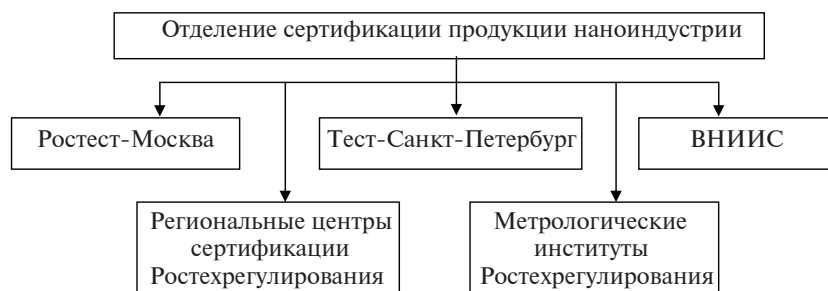 Отделение сертификации продукции наноиндустрии
Ростест-Москва
Тест-Санкт-Петербург
ВНИИС
Региональные центры
сертификации
Ростехрегулирования
Метрологические
институты
Ростехрегулирования